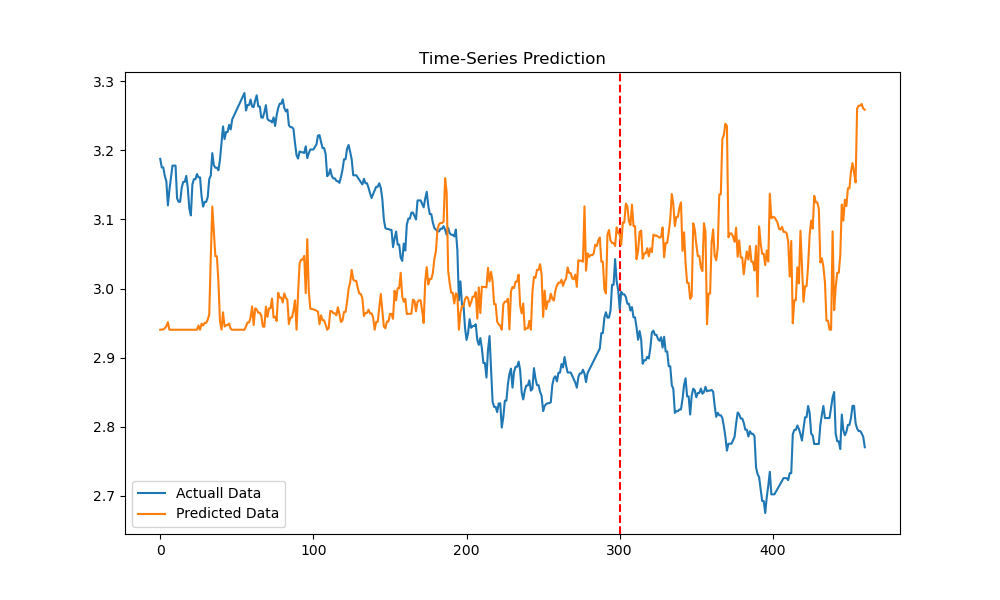 Time-Series Prediction
3.3
3.2
3.1
3.0
2.9
2.8
2.7
Actuall Data
Predicted Data
0 100 200 300 400